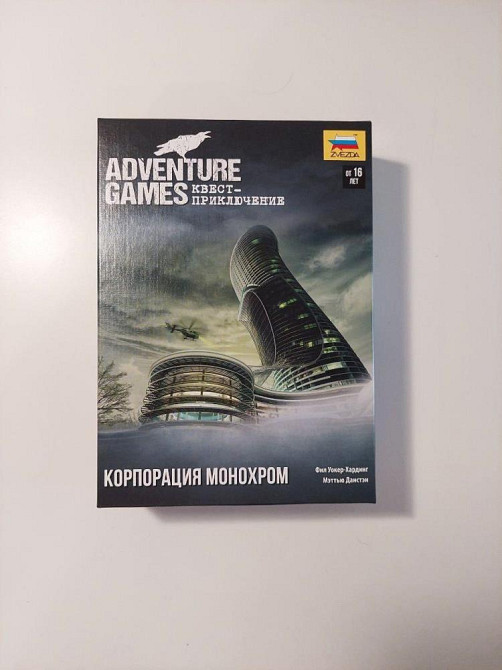 ZVEZDA
ADVENTURE
GAMES КВЕСТ-
ПРИКЛЮЧЕНИЕ
ОТ 16
ЛЕТ
КОРПОРАЦИЯ МОНОХРОМ
Фил Уокер-Хардинг
Мэттью Данстэн